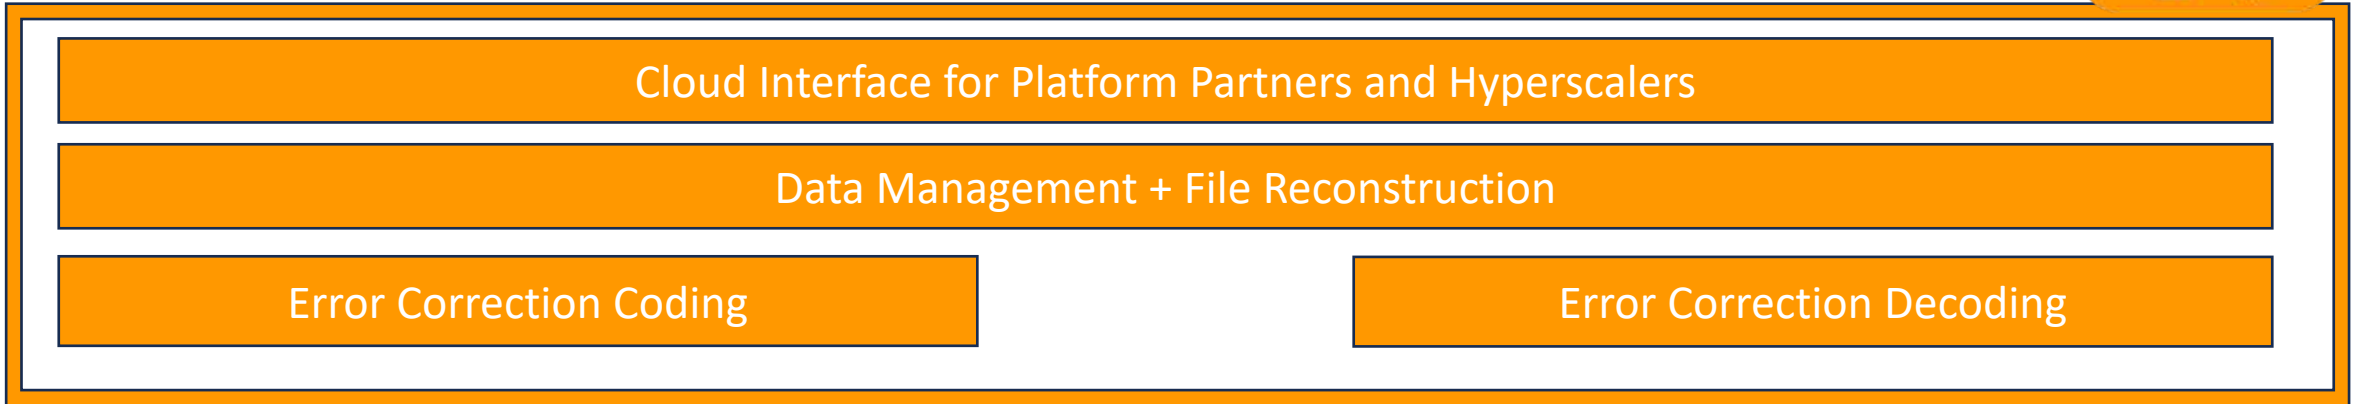 Cloud Interface for Platform Partners and Hyperscalers
Data Management + File Reconstruction
Error Correction Coding
Error Correction Decoding